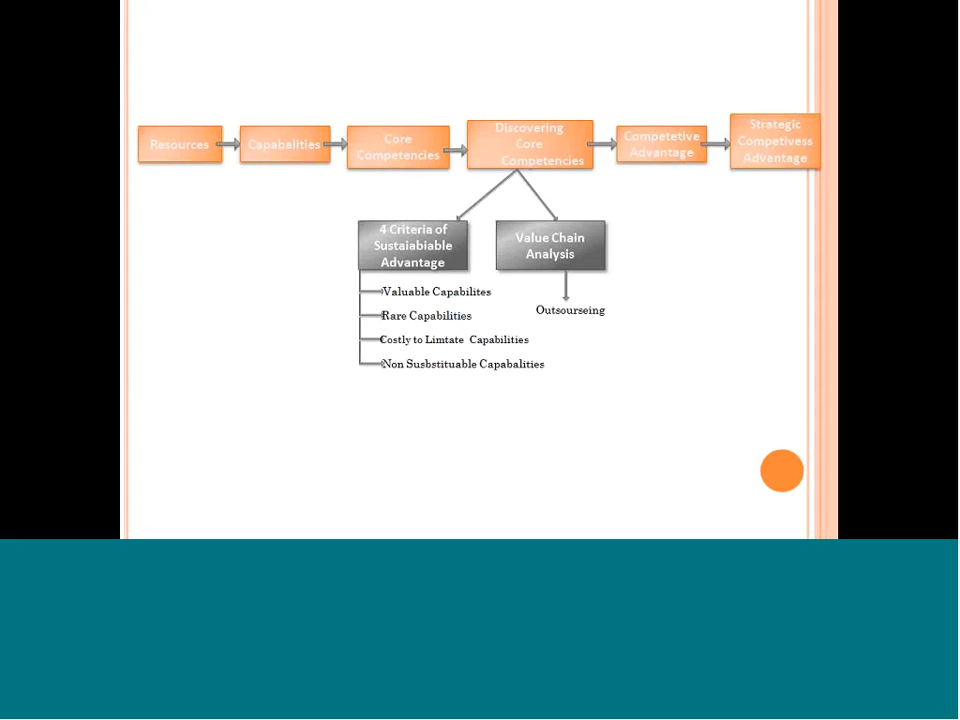 Resources
Capabalities
Core
Competencies
Discovering
Core
Competencies
Competetive
Advantage
Strategic
Competivess
Advantage
4 Criteria of
Sustaiabiable
Advantage
Value Chain
Analysis
Valuable Capabilites
Rare Capabilities
Costly to Limtate Capabilities
Non Susbstituable Capabalities
Outsourseing